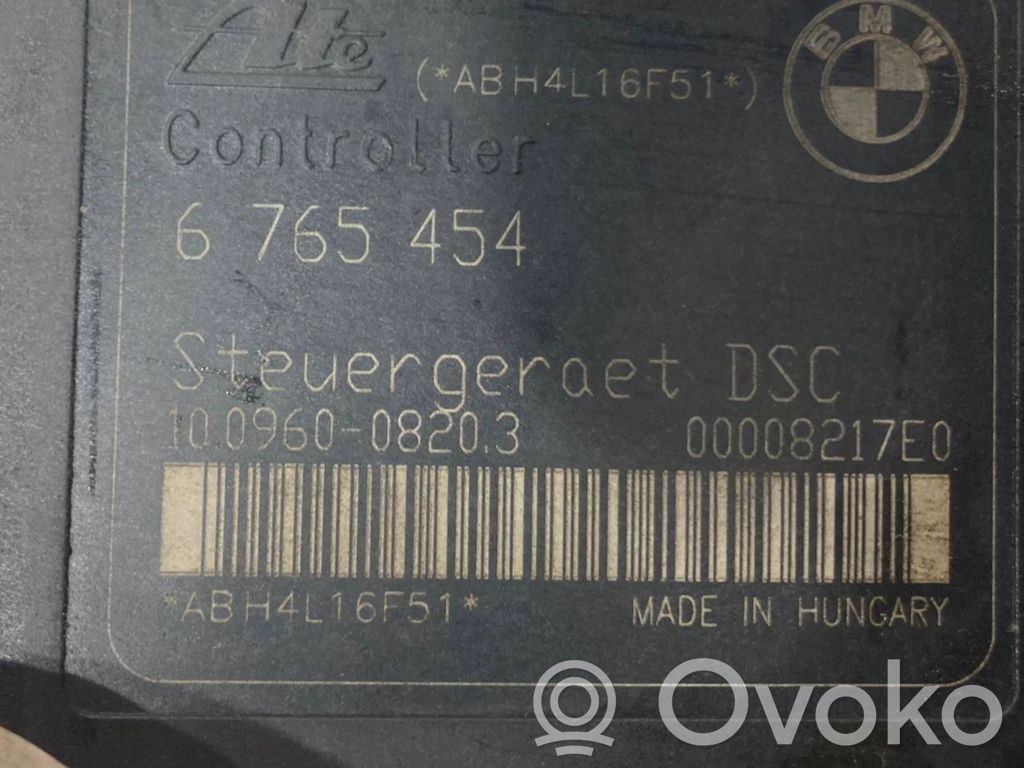 Ate
(*ABH4L16F51*)
BMW
Controller
6 765 454
Steuergeraet DSC
10.0960-0820.3 00008217E0
*ABH4L16F51* MADE IN HUNGARY
Ovoko